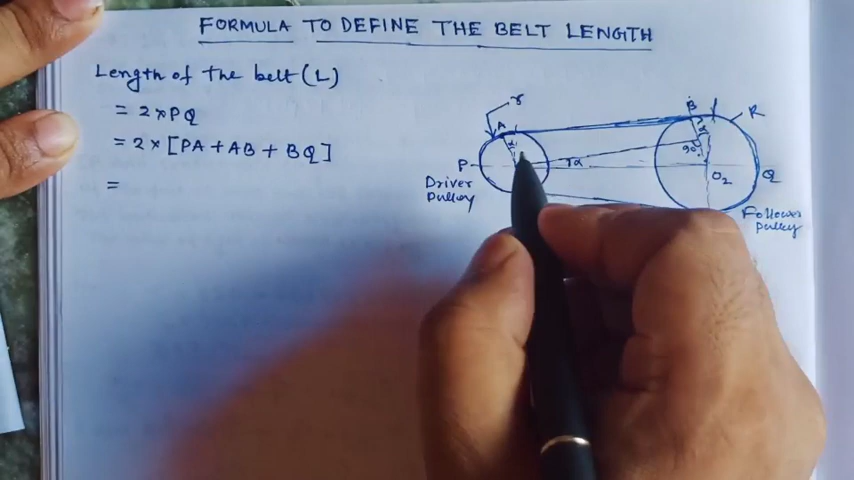 FORMULA TO DEFINE THE BELT LENGTH
Length of the belt (L)
= 2 × PQ
= 2 × [PA + AB + BQ]
=
r
A
B
R
α
α
90°
α
P
O2
Q
Driver
pulley
Follower
pulley